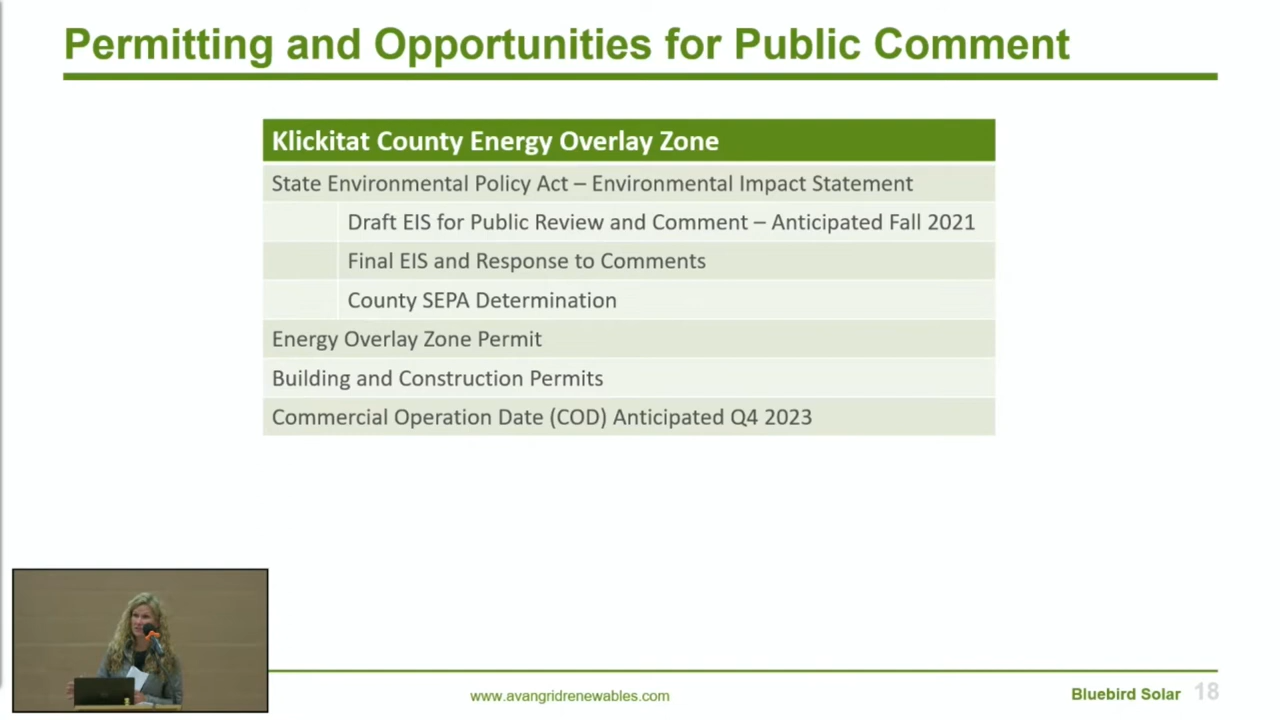 Permitting and Opportunities for Public Comment
Klickitat County Energy Overlay Zone
State Environmental Policy Act – Environmental Impact Statement
Draft EIS for Public Review and Comment – Anticipated Fall 2021
Final EIS and Response to Comments
County SEPA Determination
Energy Overlay Zone Permit
Building and Construction Permits
Commercial Operation Date (COD) Anticipated Q4 2023
www.avangridrenewables.com
Bluebird Solar 18